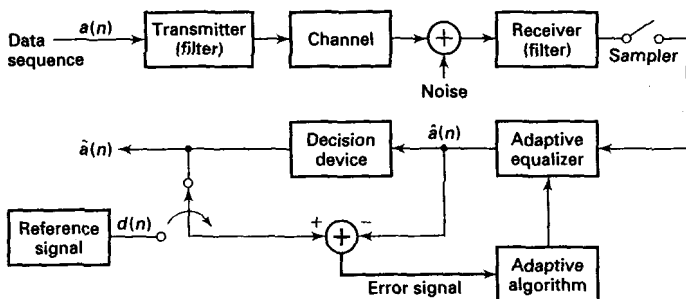 Data
sequence
a(n)
Transmitter
(filter)
Channel
+
Noise
Receiver
(filter)
Sampler
ã(n)
Decision
device
â(n)
Adaptive
equalizer
Reference
signal
d(n)
+
+
−
Error signal
Adaptive
algorithm